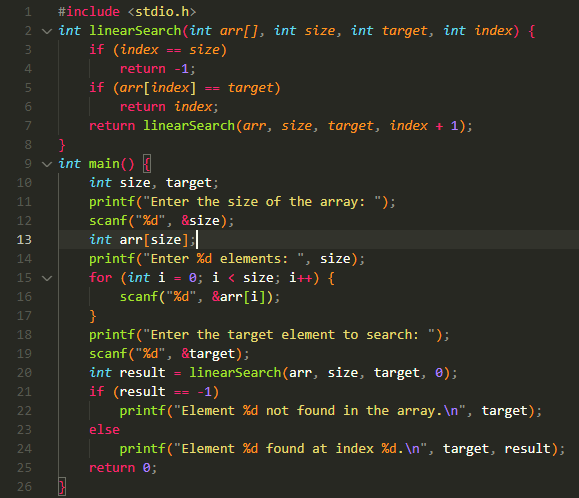 1 #include <stdio.h>
2 int linearSearch(int arr[], int size, int target, int index) {
3     if (index == size)
4         return -1;
5     if (arr[index] == target)
6         return index;
7     return linearSearch(arr, size, target, index + 1);
8 }
9 int main() {
10     int size, target;
11     printf("Enter the size of the array: ");
12     scanf("%d", &size);
13     int arr[size];
14     printf("Enter %d elements: ", size);
15     for (int i = 0; i < size; i++) {
16         scanf("%d", &arr[i]);
17     }
18     printf("Enter the target element to search: ");
19     scanf("%d", &target);
20     int result = linearSearch(arr, size, target, 0);
21     if (result == -1)
22         printf("Element %d not found in the array.\n", target);
23     else
24         printf("Element %d found at index %d.\n", target, result);
25     return 0;
26 }